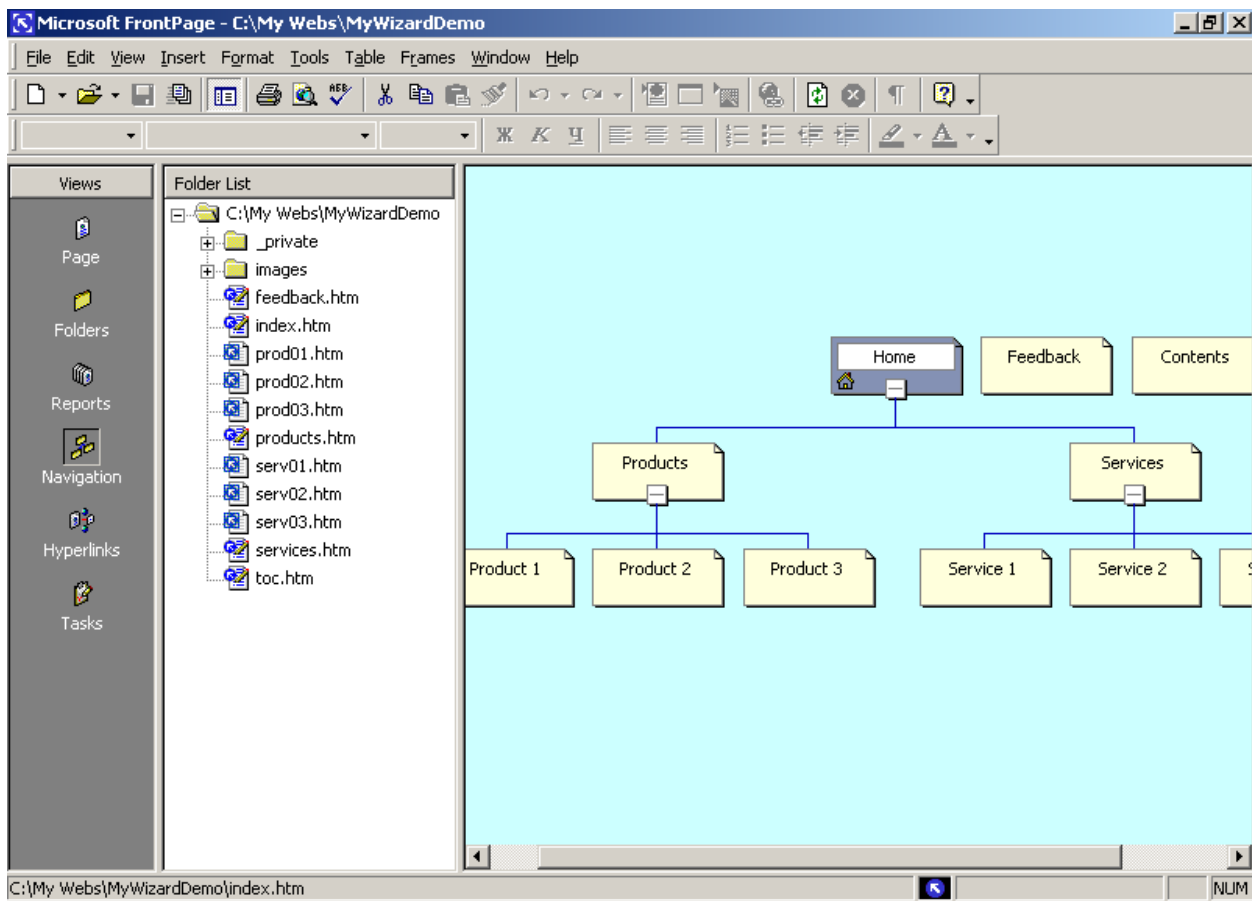 Microsoft FrontPage - C:\My Webs\MyWizardDemo
File Edit View Insert Format Tools Table Frames Window Help
Ж К Ч
Views
Page
Folders
Reports
Navigation
Hyperlinks
Tasks
Folder List
C:\My Webs\MyWizardDemo
_private
images
feedback.htm
index.htm
prod01.htm
prod02.htm
prod03.htm
products.htm
serv01.htm
serv02.htm
serv03.htm
services.htm
toc.htm
Home Feedback Contents
Products Services
Product 1 Product 2 Product 3 Service 1 Service 2
C:\My Webs\MyWizardDemo\index.htm NUM